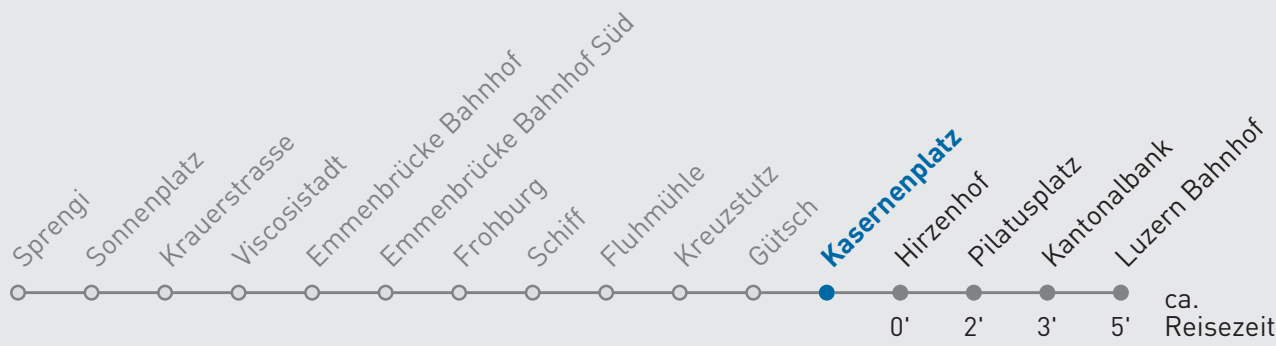 Sprengi
Sonnenplatz
Krauerstrasse
Viscosistadt
Emmenbrücke Bahnhof
Emmenbrücke Bahnhof Süd
Frohburg
Schiff
Fluhmühle
Kreuzstutz
Gütsch
Kasernenplatz
Hirzenhof
Pilatusplatz
Kantonalbank
Luzern Bahnhof
0' 2' 3' 5'
ca.
Reisezeit